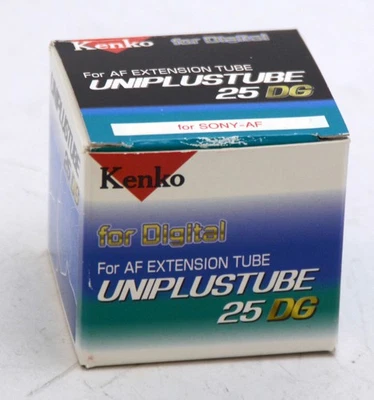 Kenko
for Digital
For AF EXTENSION TUBE
UNIPLUSTUBE
25 DG
for SONY-AF
Kenko
for Digital
For AF EXTENSION TUBE
UNIPLUSTUBE
25 DG